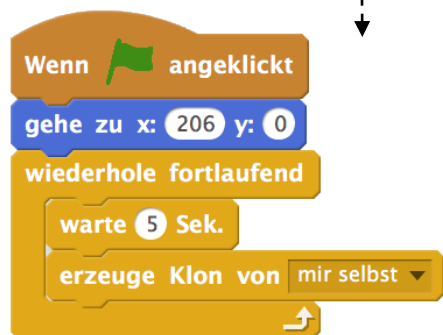 Wenn angeklickt
gehe zu x: 206 y: 0
wiederhole fortlaufend
warte 5 Sek.
erzeuge Klon von mir selbst